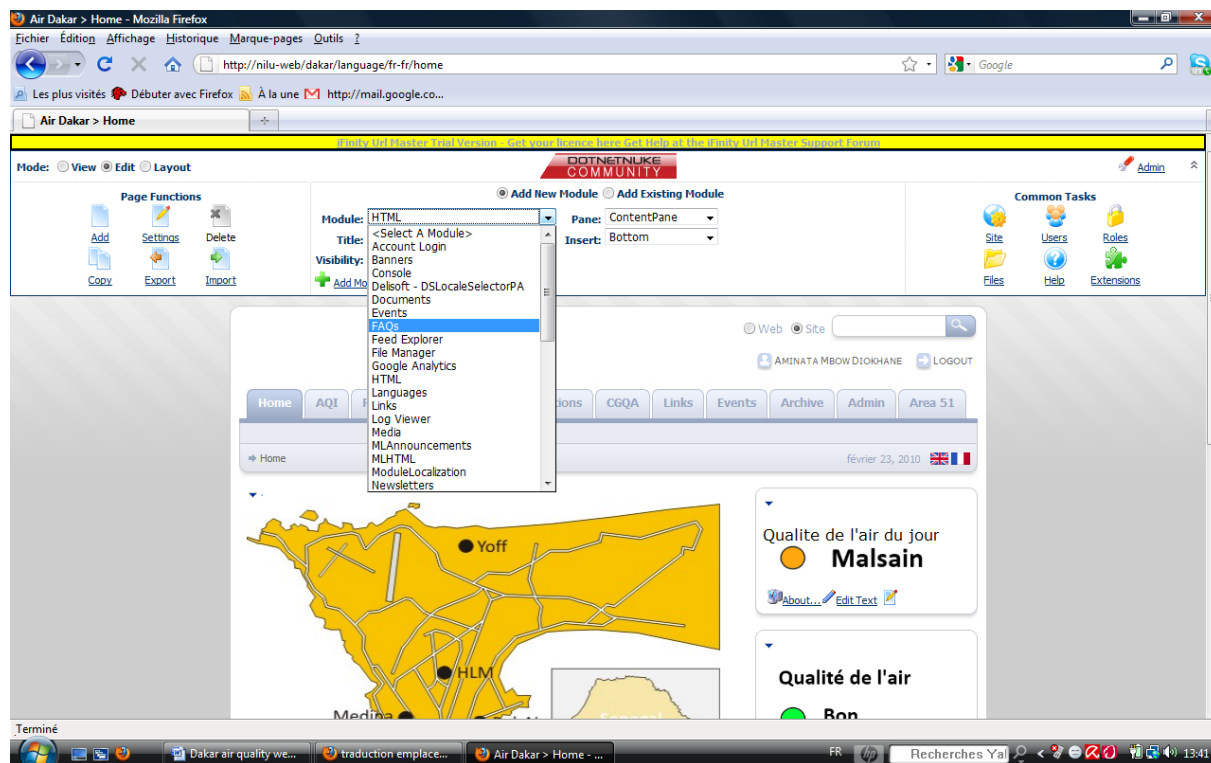 Air Dakar > Home - Mozilla Firefox
Eichier Édition Affichage Historique Marque-pages Outils ?
http://nilu-web/dakar/language/fr-fr/home
Google
Les plus visités Débuter avec Firefox À la une http://mail.google.co...
Air Dakar > Home
iFinity Url Master Trial Version - Get your licence here Get Help at the iFinity Url Master Support Forum
Mode: View Edit Layout
DOTNETNUKE
COMMUNITY
Admin
Page Functions
Add Settings Delete
Copy Export Import
Add New Module Add Existing Module
Module: HTML
Pane: ContentPane
Title:
Insert: Bottom
Visibility:
Add Mo
<Select A Module>
Account Login
Banners
Console
Delisoft - DSLocaleSelectorPA
Documents
Events
FAQs
Feed Explorer
File Manager
Google Analytics
HTML
Languages
Links
Log Viewer
Media
MLAnnouncements
MLHTML
ModuleLocalization
Newsletters
Common Tasks
Site Users Roles
Files Help Extensions
Web Site
AMINATA MBOW DIOKHANE LOGOUT
Home AQI ions CGQA Links Events Archive Admin Area 51
Home
février 23, 2010
Yoff
HLM
Medina
Senegal
Qualite de l'air du jour
Malsain
About... Edit Text
Qualité de l'air
Bon
Terminé
Dakar air quality we... traduction emplace... Air Dakar > Home - ...
FR hp Recherches Yal 13:41